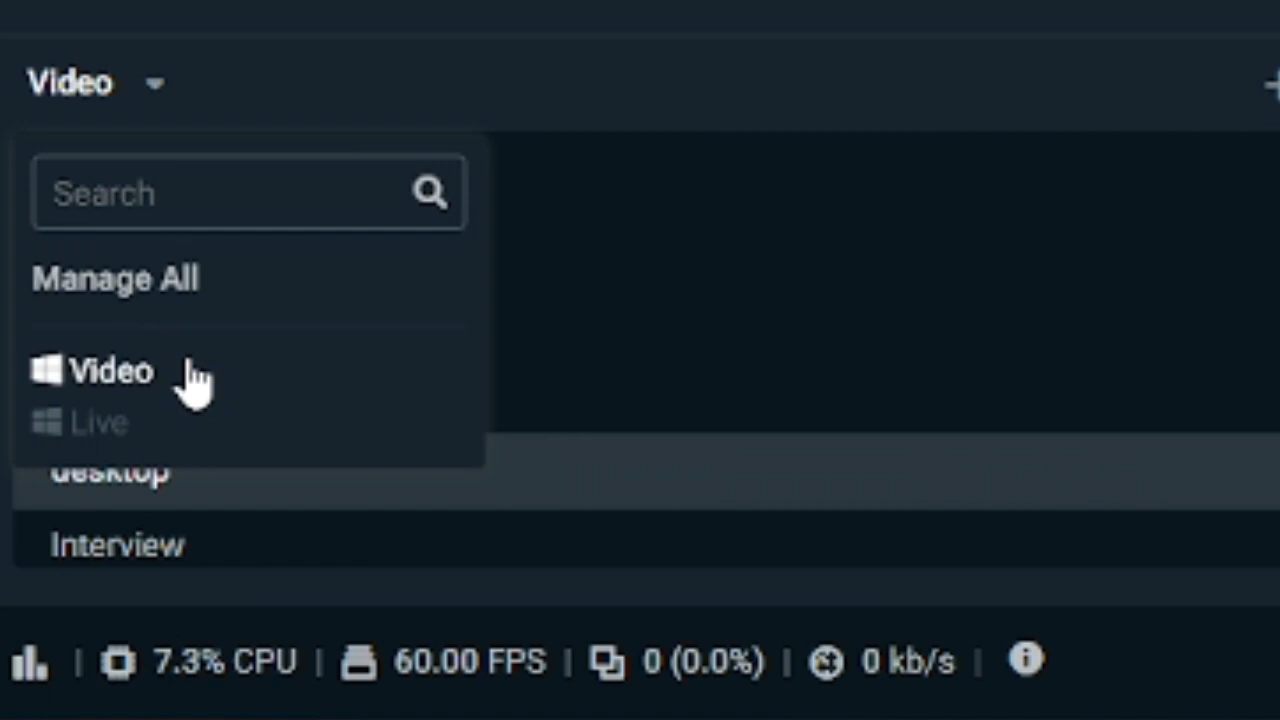 Video
Search
Manage All
Video
Live
desktop
Interview
7.3% CPU | 60.00 FPS | 0 (0.0%) | 0 kb/s |